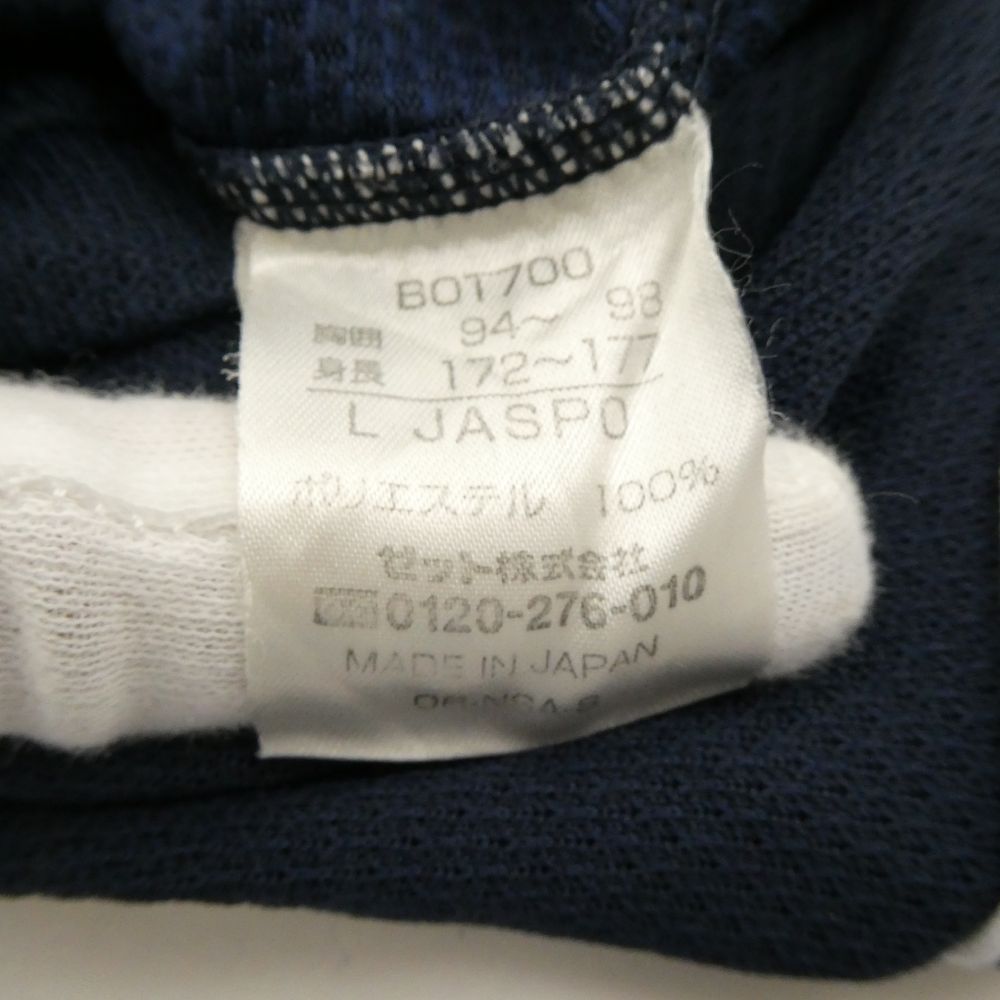 BOT700
胸囲 94～ 98
身長 172～177
L JASPO
ポリエステル 100%
ゼット株式会社
0120-276-010
MADE IN JAPAN